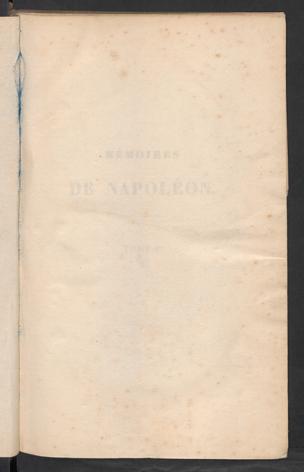 MÉMOIRES
DE NAPOLÉON.
TOME